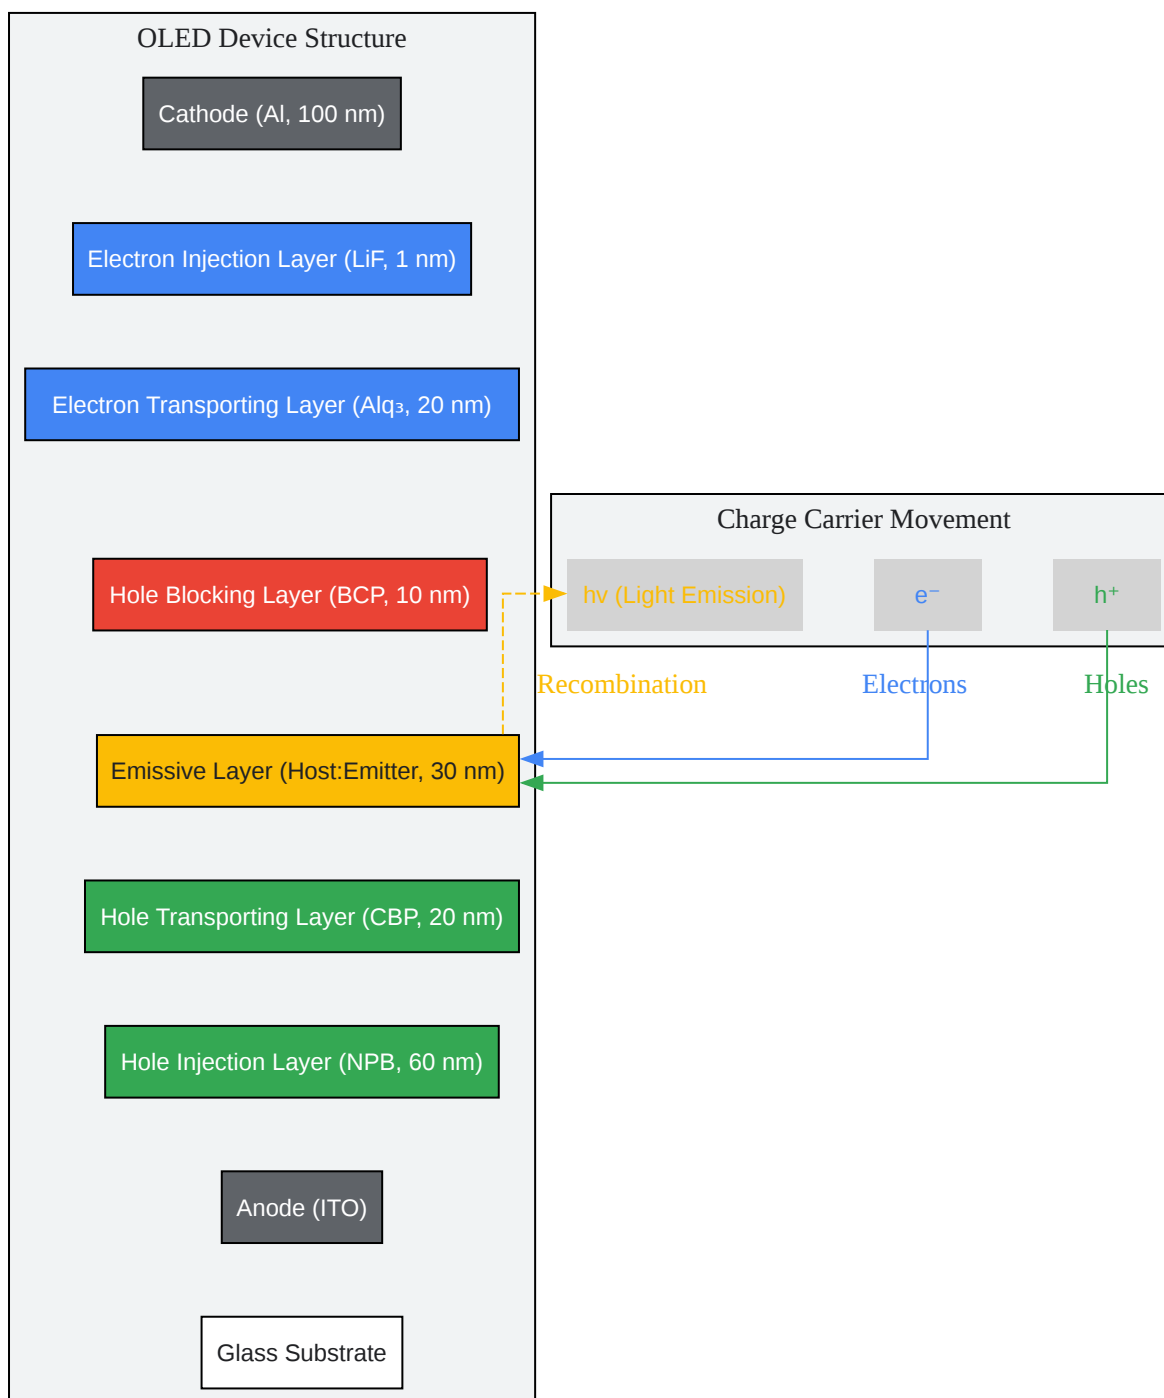 OLED Device Structure
Cathode (Al, 100 nm)
Electron Injection Layer (LiF, 1 nm)
Electron Transporting Layer (Alq₃, 20 nm)
Hole Blocking Layer (BCP, 10 nm)
Emissive Layer (Host:Emitter, 30 nm)
Hole Transporting Layer (CBP, 20 nm)
Hole Injection Layer (NPB, 60 nm)
Anode (ITO)
Glass Substrate
Charge Carrier Movement
hv (Light Emission)
e⁻
h⁺
Recombination
Electrons
Holes